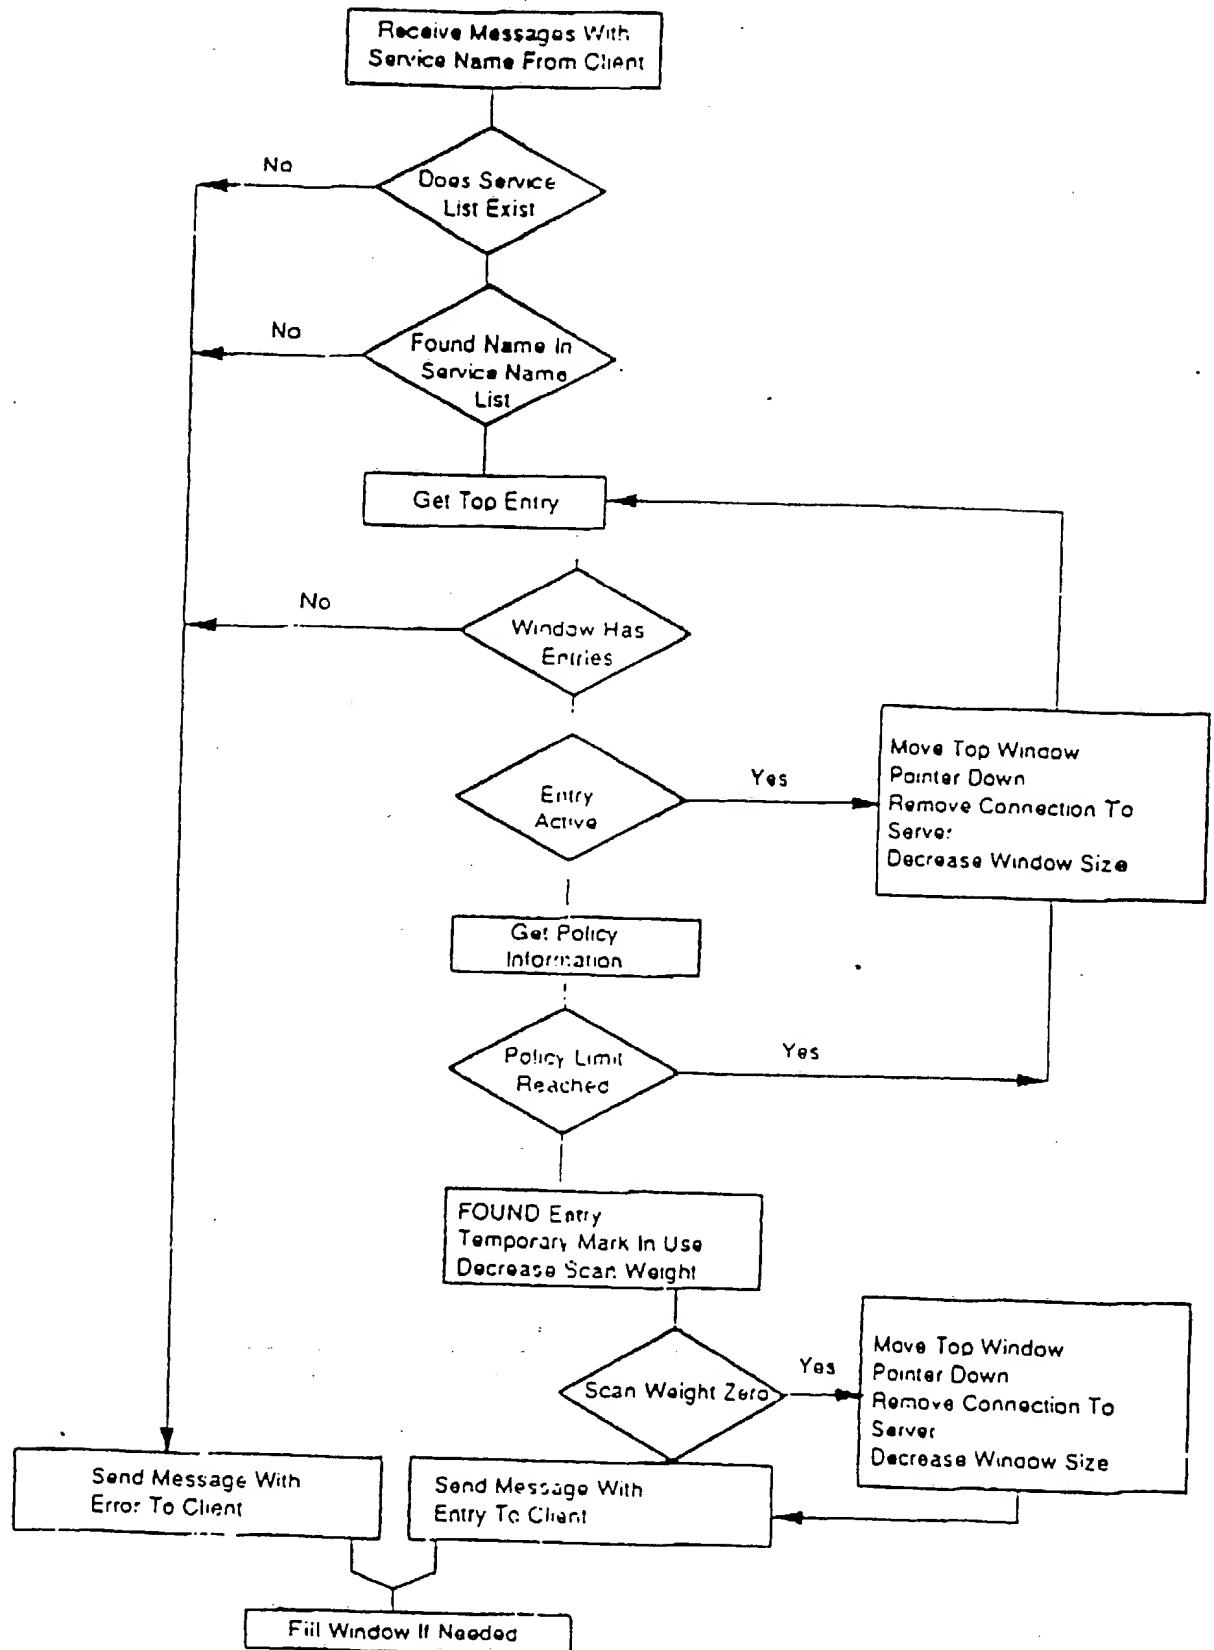 Receive Messages With
Service Name From Client
No
Does Service
List Exist
No
Found Name In
Service Name
List
Get Top Entry
No
Window Has
Entries
Move Top Window
Pointer Down
Remove Connection To
Server
Decrease Window Size
Yes
Entry
Active
Get Policy
Information
Policy Limit
Reached
Yes
FOUND Entry
Temporary Mark In Use
Decrease Scan Weight
Scan Weight Zero
Yes
Move Top Window
Pointer Down
Remove Connection To
Server
Decrease Window Size
Send Message With
Error To Client
Send Message With
Entry To Client
Fill Window If Needed